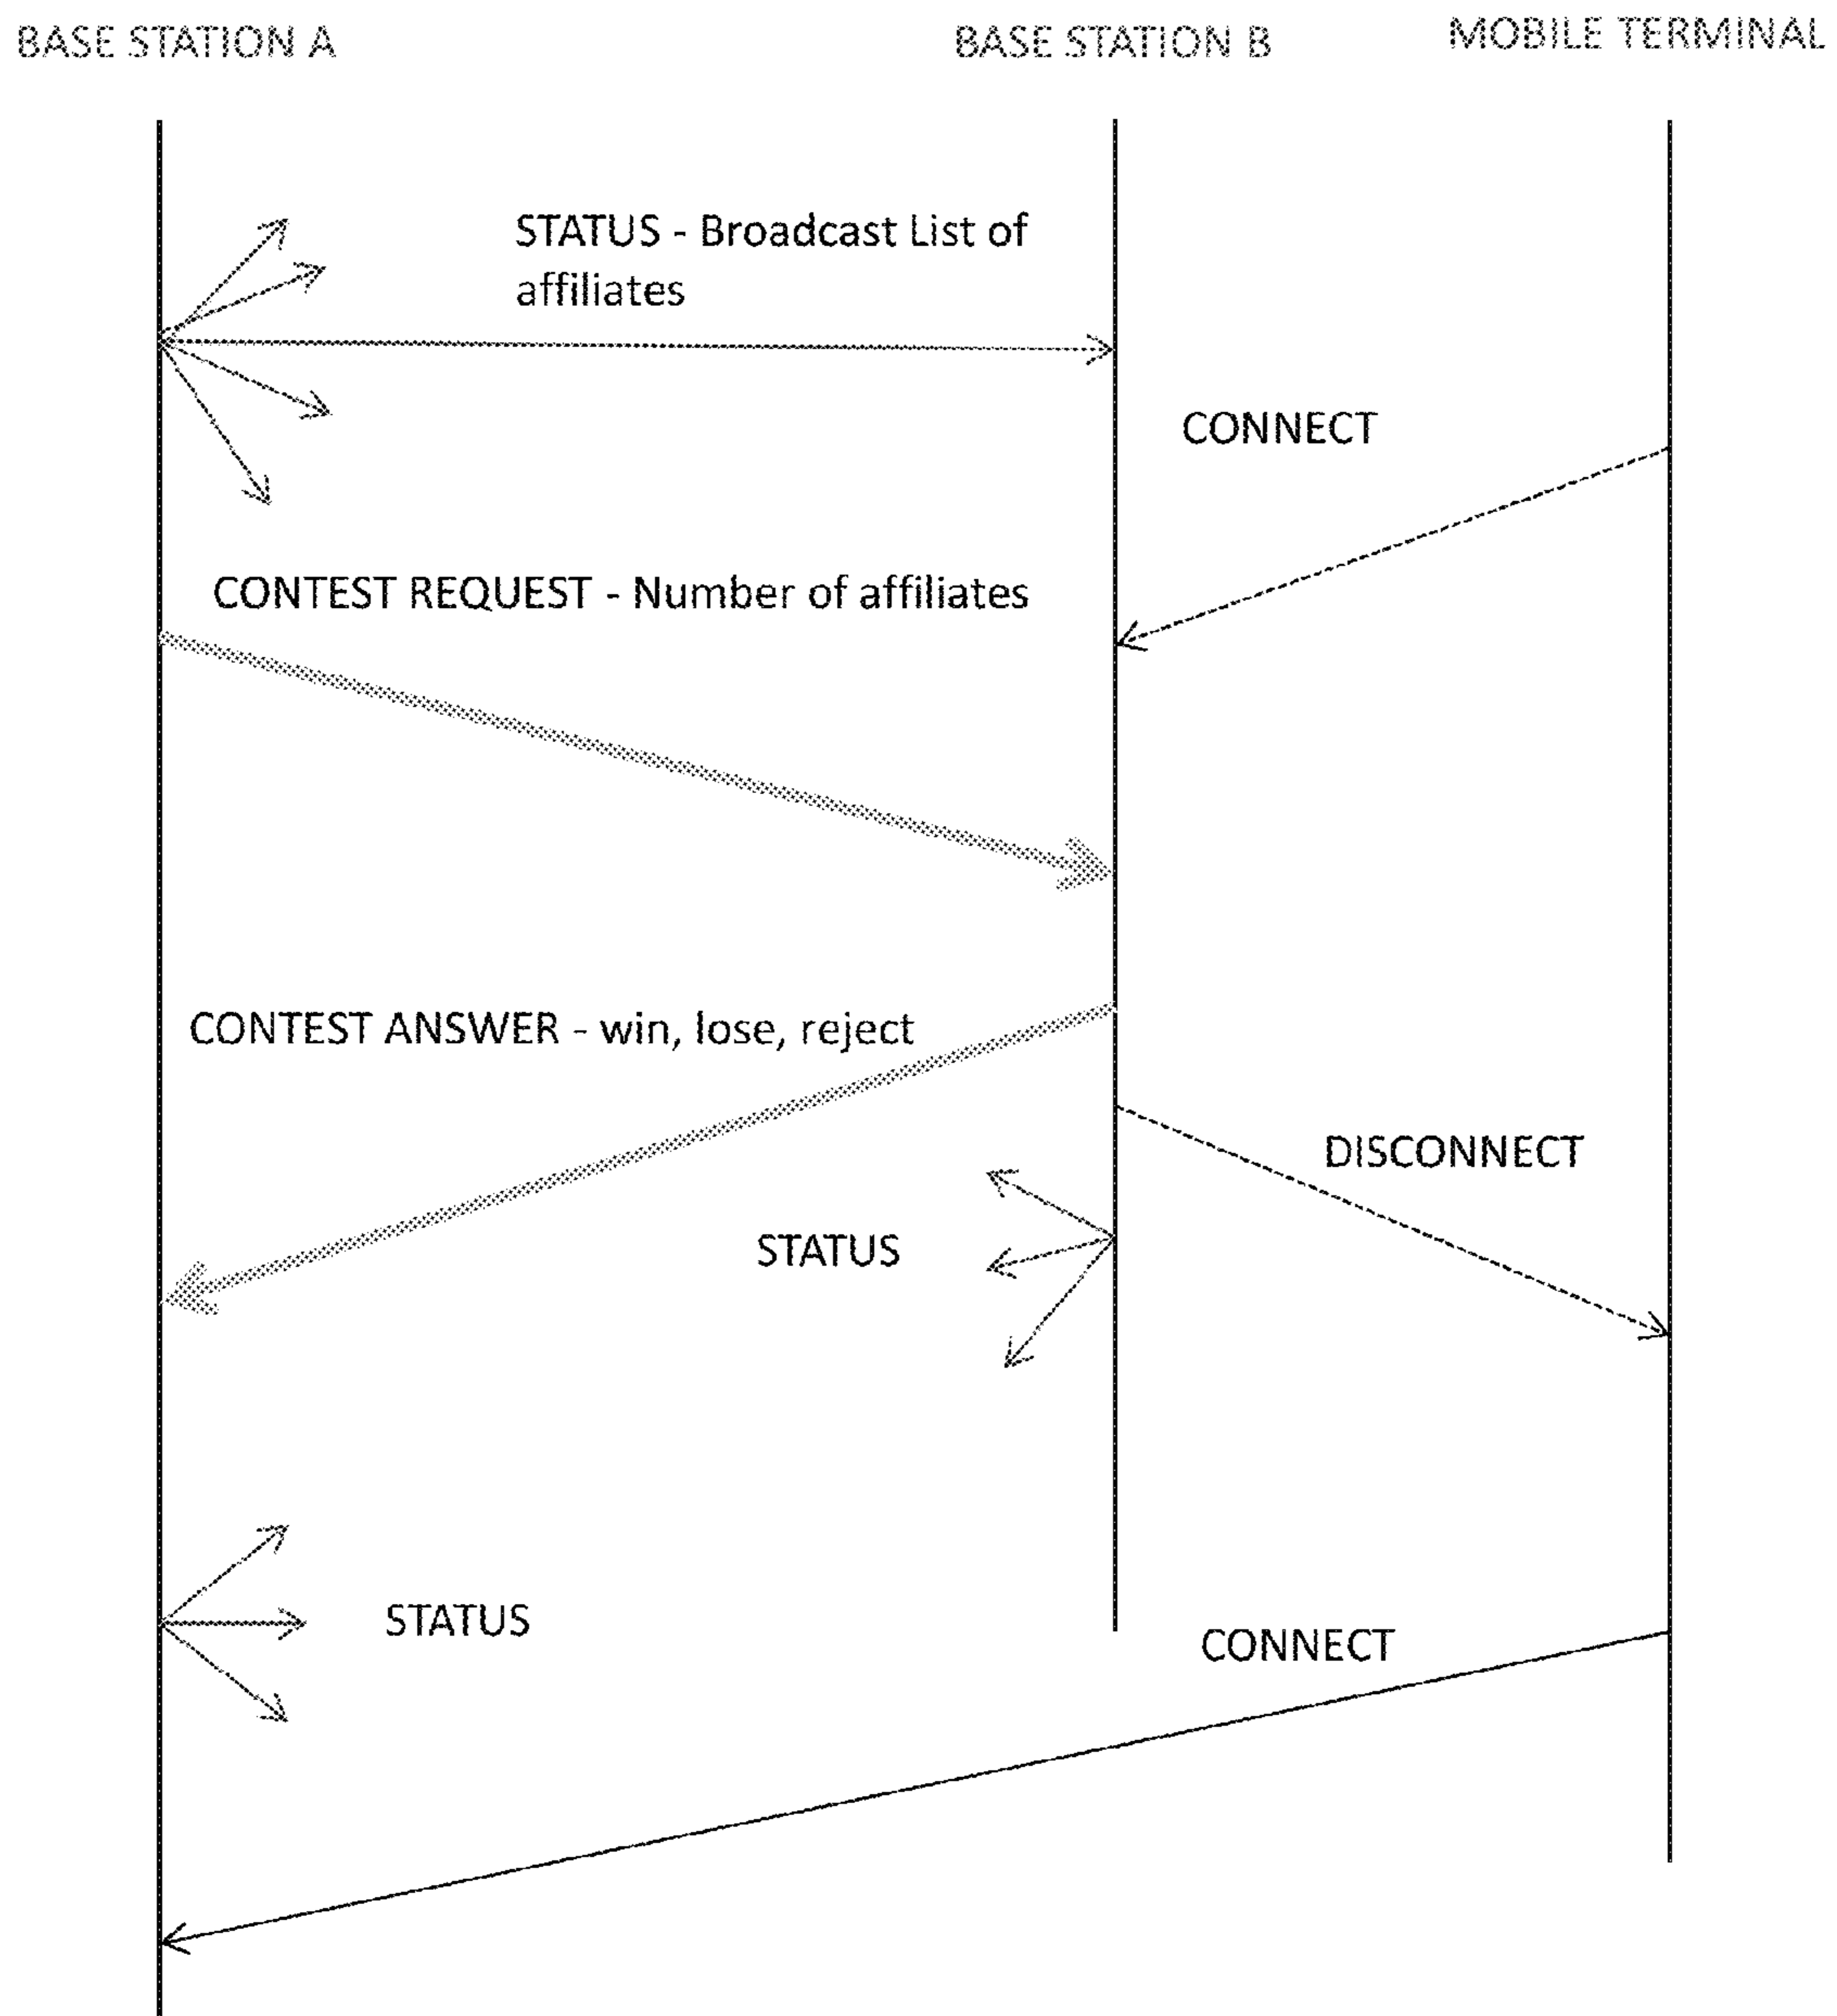 BASE STATION A
BASE STATION B
MOBILE TERMINAL
STATUS - Broadcast List of
affiliates
CONNECT
CONTEST REQUEST - Number of affiliates
CONTEST ANSWER - win, lose, reject
DISCONNECT
STATUS
STATUS
CONNECT